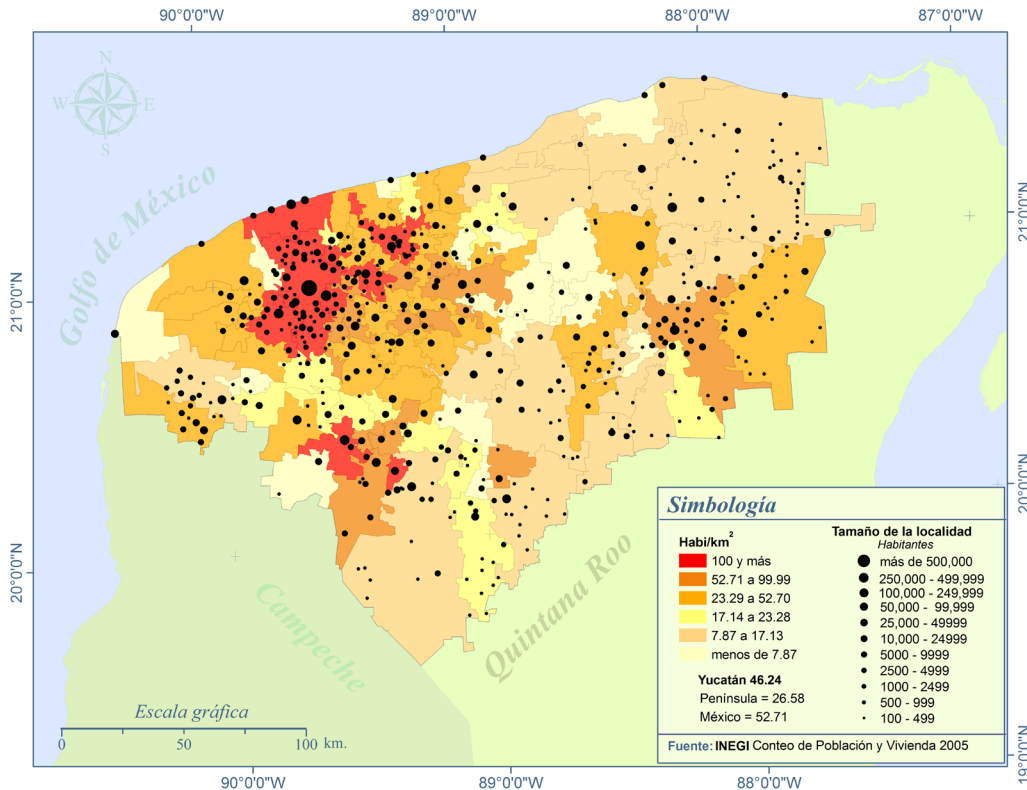 90°0'0"W
89°0'0"W
88°0'0"W
87°0'0"W
N
W
E
S
Golfo de México
21°0'0"N
21°0'0"N
20°0'0"N
20°0'0"N
Campeche
Quintana Roo
Simbología
Habi/km²
100 y más
52.71 a 99.99
23.29 a 52.70
17.14 a 23.28
7.87 a 17.13
menos de 7.87
Yucatán 46.24
Península = 26.58
México = 52.71
Tamaño de la localidad
Habitantes
más de 500,000
250,000 - 499,999
100,000 - 249,999
50,000 - 99,999
25,000 - 49999
10,000 - 24999
5000 - 9999
2500 - 4999
1000 - 2499
500 - 999
100 - 499
Fuente: INEGI Conteo de Población y Vivienda 2005
Escala gráfica
0 50 100 km.
19°0'0"N
90°0'0"W
89°0'0"W
88°0'0"W